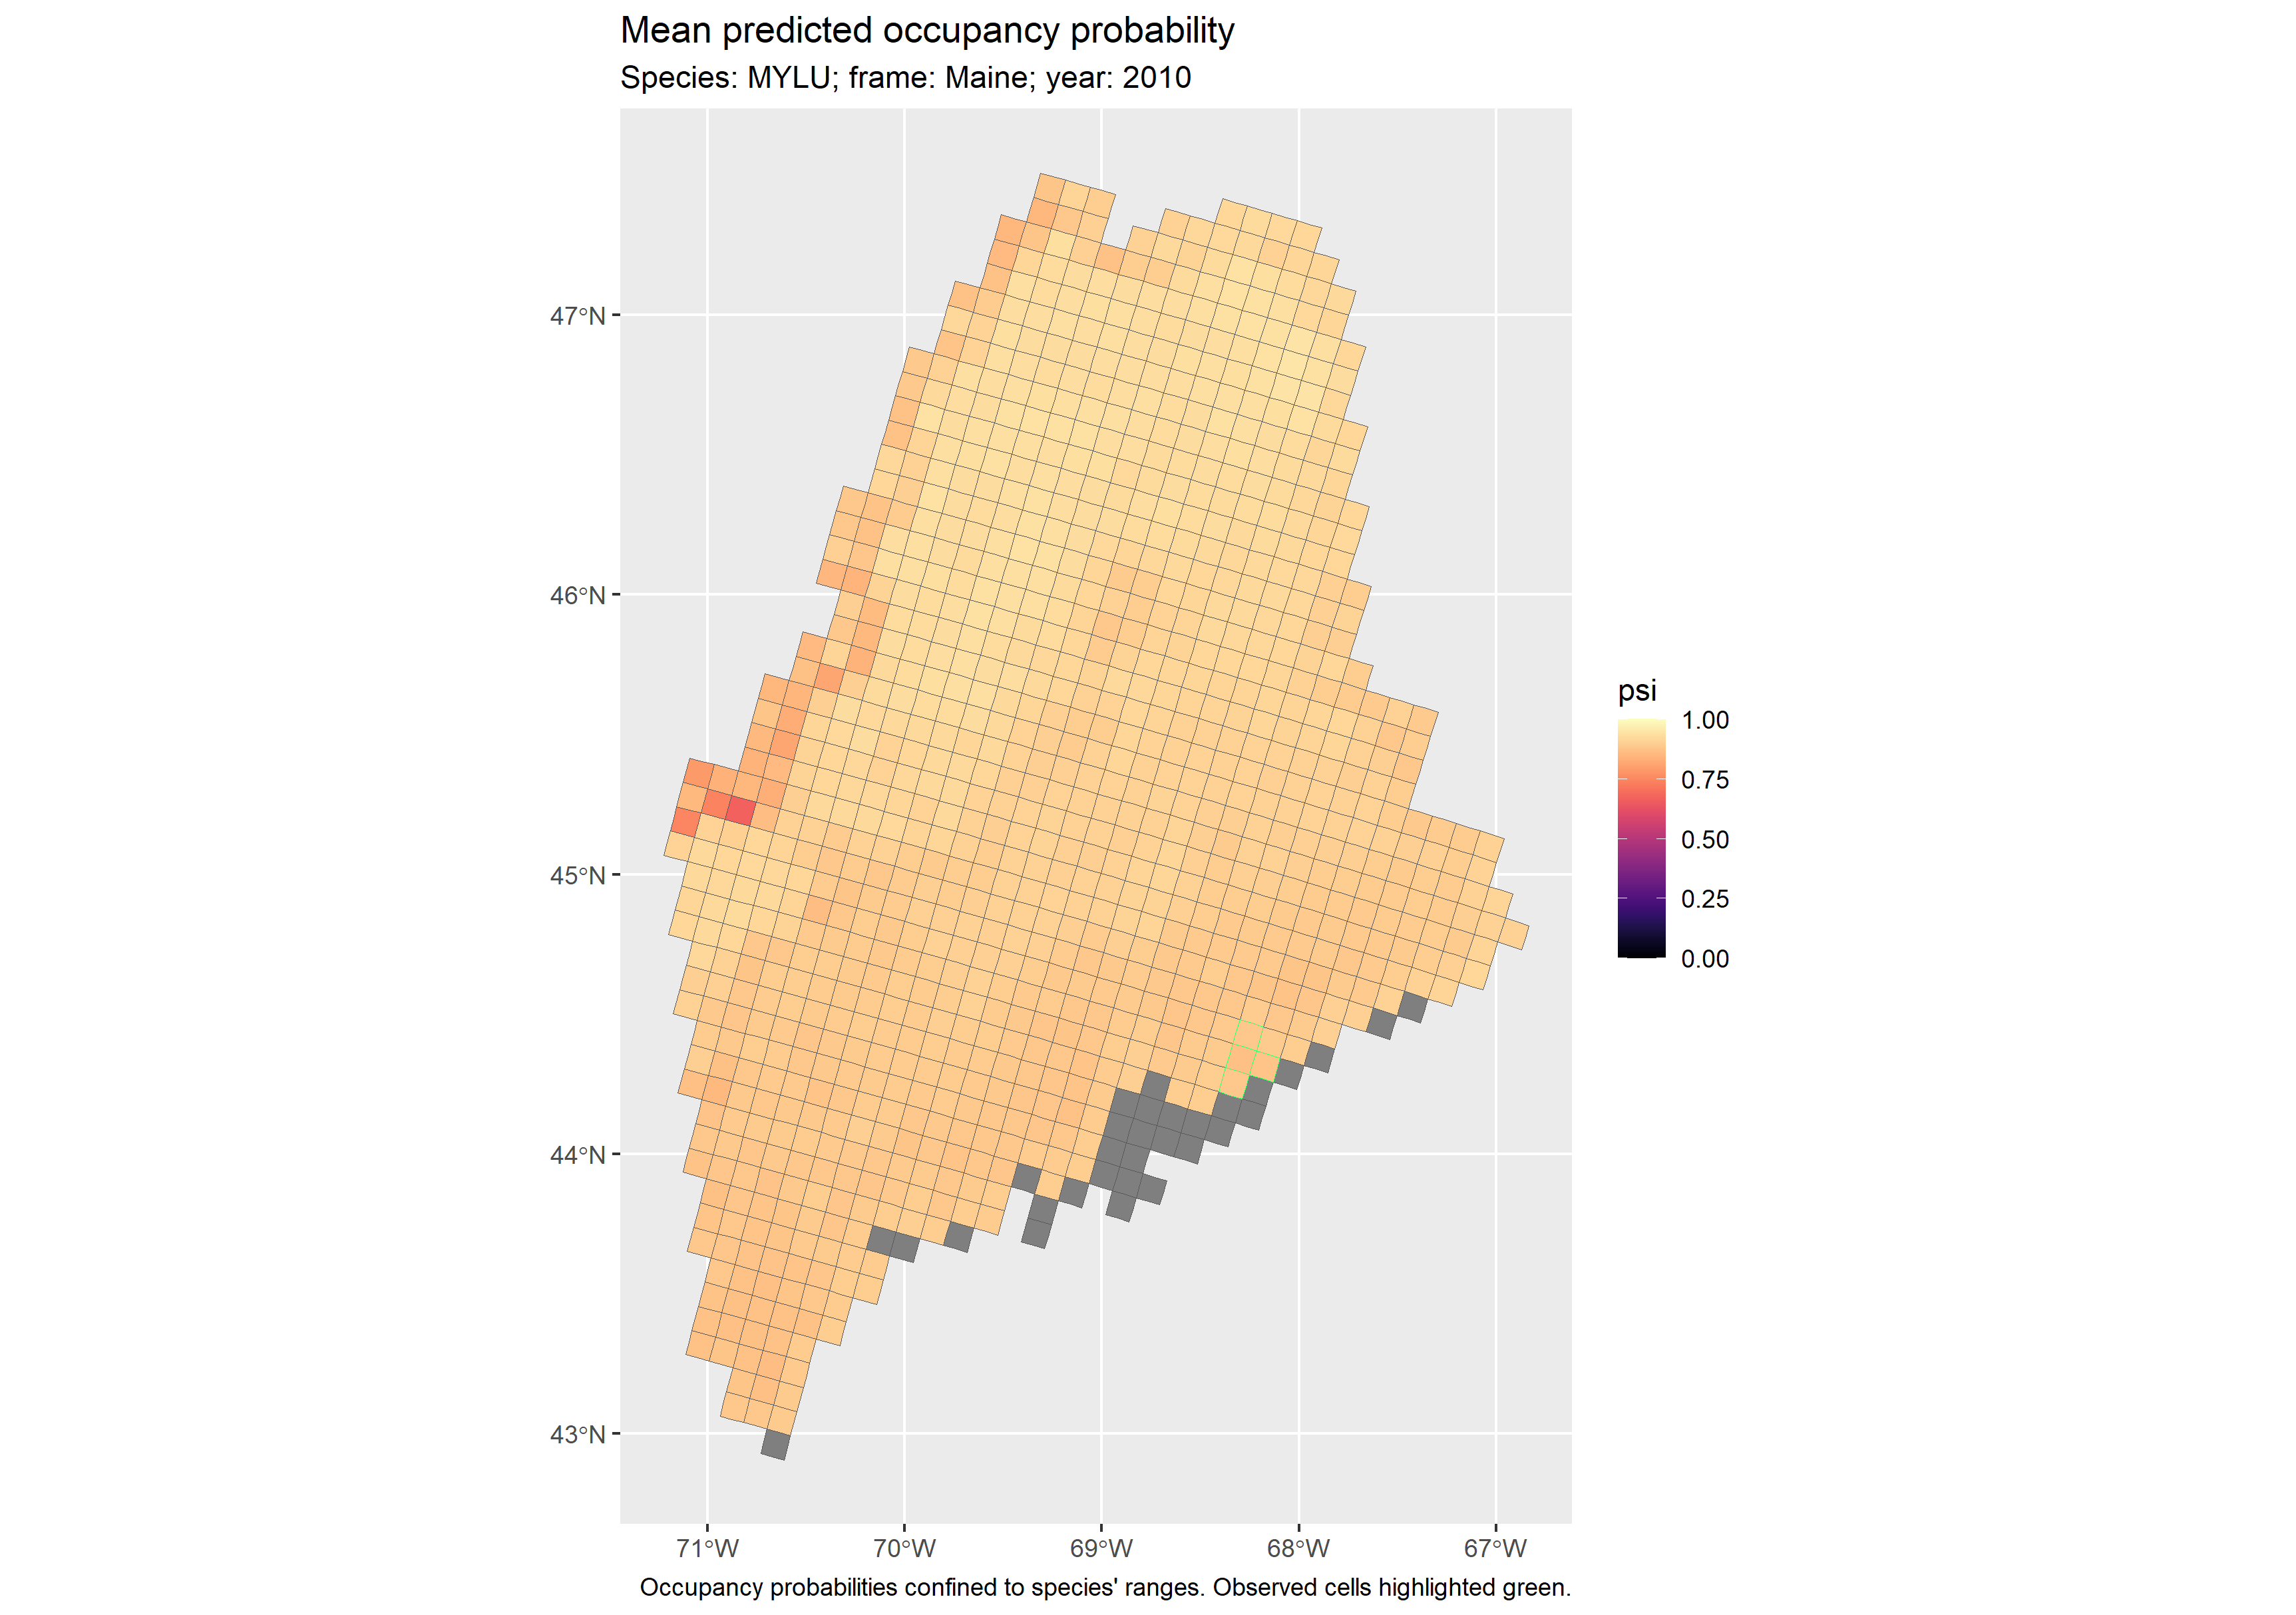 Mean predicted occupancy probability
Species: MYLU; frame: Maine; year: 2010
47°N
46°N
45°N
44°N
43°N
71°W
70°W
69°W
68°W
67°W
psi
1.00
0.75
0.50
0.25
0.00
Occupancy probabilities confined to species' ranges. Observed cells highlighted green.